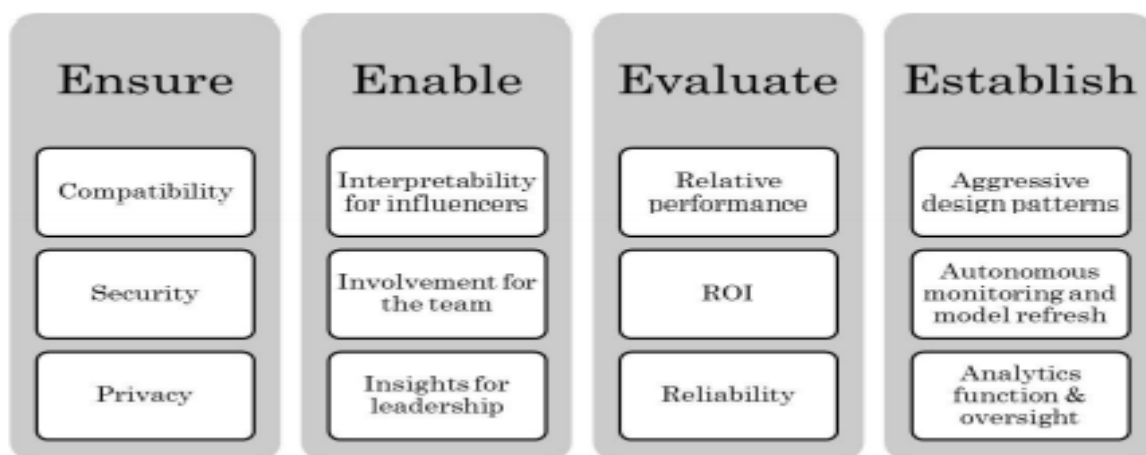 Ensure
Compatibility
Security
Privacy
Enable
Interpretability
for influencers
Involvement for
the team
Insights for
leadership
Evaluate
Relative
performance
ROI
Reliability
Establish
Aggressive
design patterns
Autonomous
monitoring and
model refresh
Analytics
function &
oversight